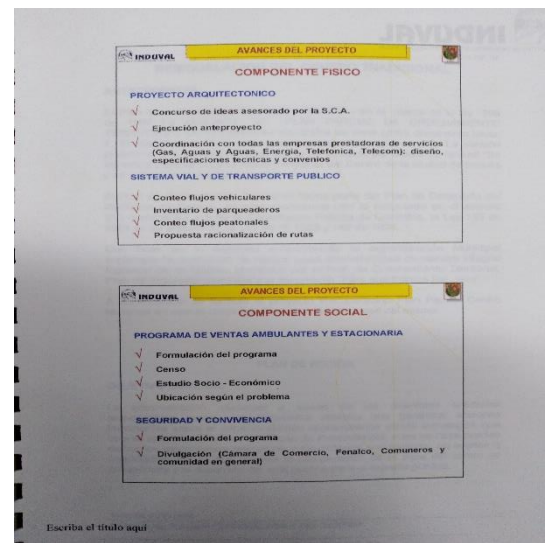 INDUVAL
AVANCES DEL PROYECTO
COMPONENTE FISICO
PROYECTO ARQUITECTONICO
√ Concurso de ideas asesorado por la S.C.A.
√ Ejecución anteproyecto
√ Coordinación con todas las empresas prestadoras de servicios
(Gas, Aguas y Aguas, Energía, Telefonica, Telecom): diseño,
especificaciones tecnicas y convenios
SISTEMA VIAL Y DE TRANSPORTE PUBLICO
√ Conteo flujos vehiculares
√ Inventario de parqueaderos
√ Conteo flujos peatonales
√ Propuesta racionalización de rutas
INDUVAL
AVANCES DEL PROYECTO
COMPONENTE SOCIAL
PROGRAMA DE VENTAS AMBULANTES Y ESTACIONARIA
√ Formulación del programa
√ Censo
√ Estudio Socio - Económico
√ Ubicación según el problema
SEGURIDAD Y CONVIVENCIA
√ Formulación del programa
√ Divulgación (Cámara de Comercio, Fenalco, Comuneros y
comunidad en general)
Escriba el título aquí